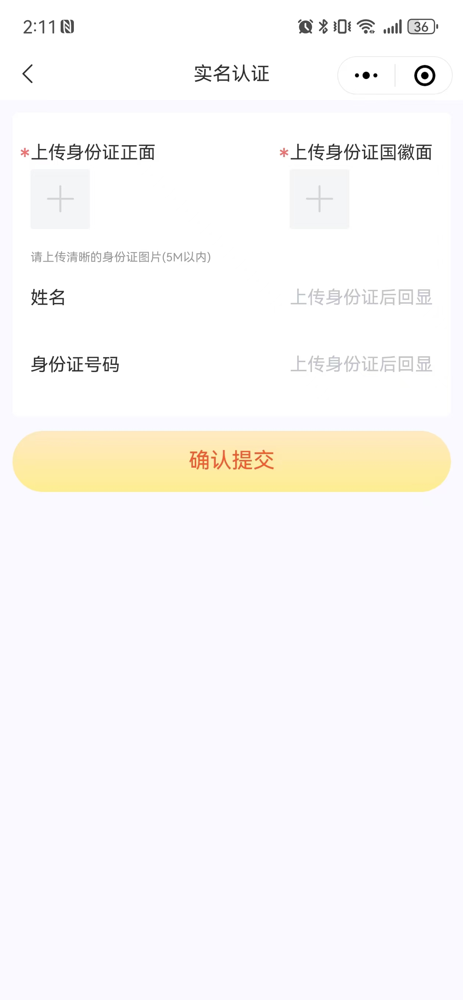 2:11
36
实名认证
*上传身份证正面
*上传身份证国徽面
请上传清晰的身份证图片(5M以内)
姓名
上传身份证后回显
身份证号码
上传身份证后回显
确认提交